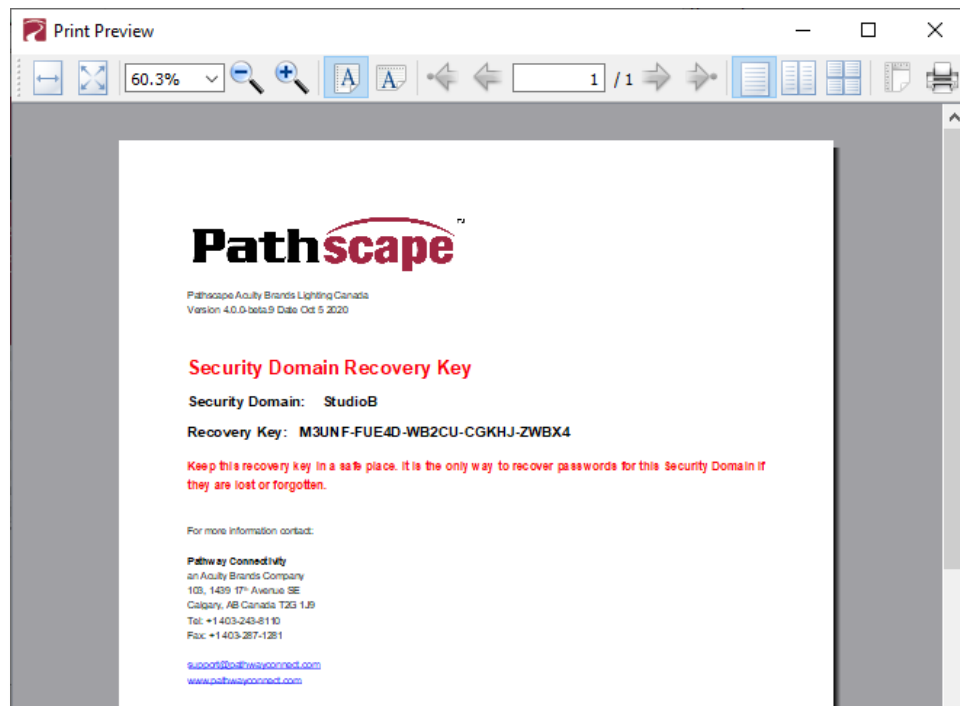 Print Preview
60.3%
1 / 1
Pathscape
Pathscape Acuity Brands Lighting Canada
Version 4.0.0-beta.9 Date Oct 5 2020
Security Domain Recovery Key
Security Domain: StudioB
Recovery Key: M3UNF-FUE4D-WB2CU-CGKHJ-ZWBX4
Keep this recovery key in a safe place. It is the only way to recover passwords for this Security Domain if
they are lost or forgotten.
For more information contact:
Pathway Connectivity
an Acuity Brands Company
103, 1439 17th Avenue SE
Calgary, AB Canada T2G 1J9
Tel: +1 403-243-8110
Fax: +1 403-287-1281
support@pathwayconnect.com
www.pathwayconnect.com